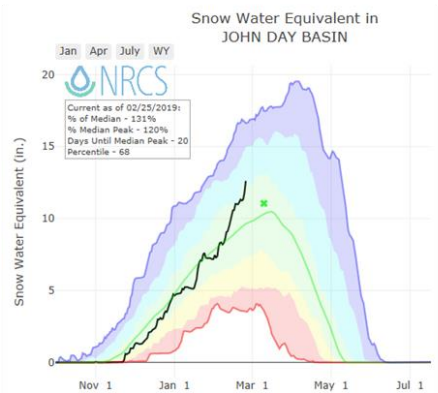 Snow Water Equivalent in
JOHN DAY BASIN
Jan Apr July WY
NRCS
Current as of 02/25/2019:
% of Median - 131%
% Median Peak - 120%
Days Until Median Peak - 20
Percentile - 68
Snow Water Equivalent (in.)
20
15
10
5
0
Nov 1 Jan 1 Mar 1 May 1 Jul 1